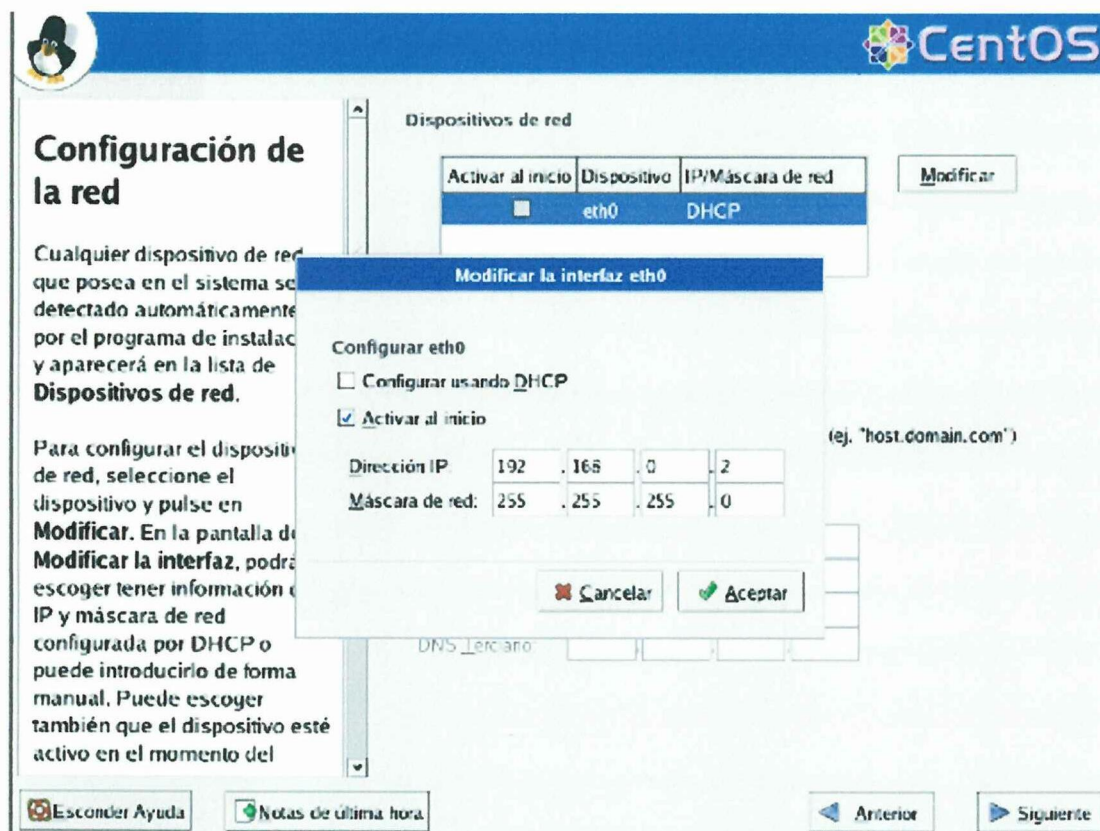 CentOS
Configuración de
la red
Cualquier dispositivo de red
que posea en el sistema se
detectado automáticamente
por el programa de instalac
y aparecerá en la lista de
Dispositivos de red.
Para configurar el dispositiv
de red, seleccione el
dispositivo y pulse en
Modificar. En la pantalla de
Modificar la interfaz, podrá
escoger tener información
IP y máscara de red
configurada por DHCP o
puede introducirlo de forma
manual. Puede escoger
también que el dispositivo esté
activo en el momento del
Dispositivos de red
Activar al inicio Dispositivo IP/Máscara de red
eth0 DHCP
Modificar
Modificar la interfaz eth0
Configurar eth0
Configurar usando DHCP
Activar al inicio
Dirección IP: 192 . 168 . 0 . 2
Máscara de red: 255 . 255 . 255 . 0
Cancelar Aceptar
(ej. "host.domain.com")
DNS Terciario:
Esconder Ayuda Notas de última hora Anterior Siguiente